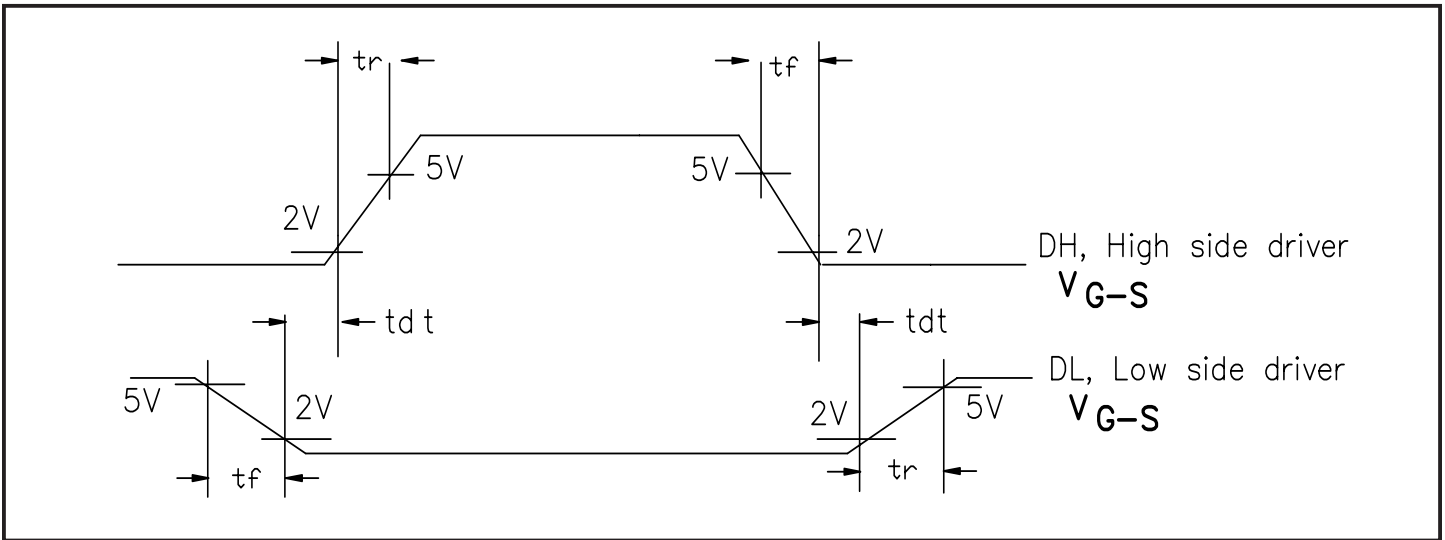 tr
tf
5V
5V
2V
2V
DH, High side driver
VG-S
tdt
tdt
DL, Low side driver
VG-S
5V
2V
2V
5V
tf
tr